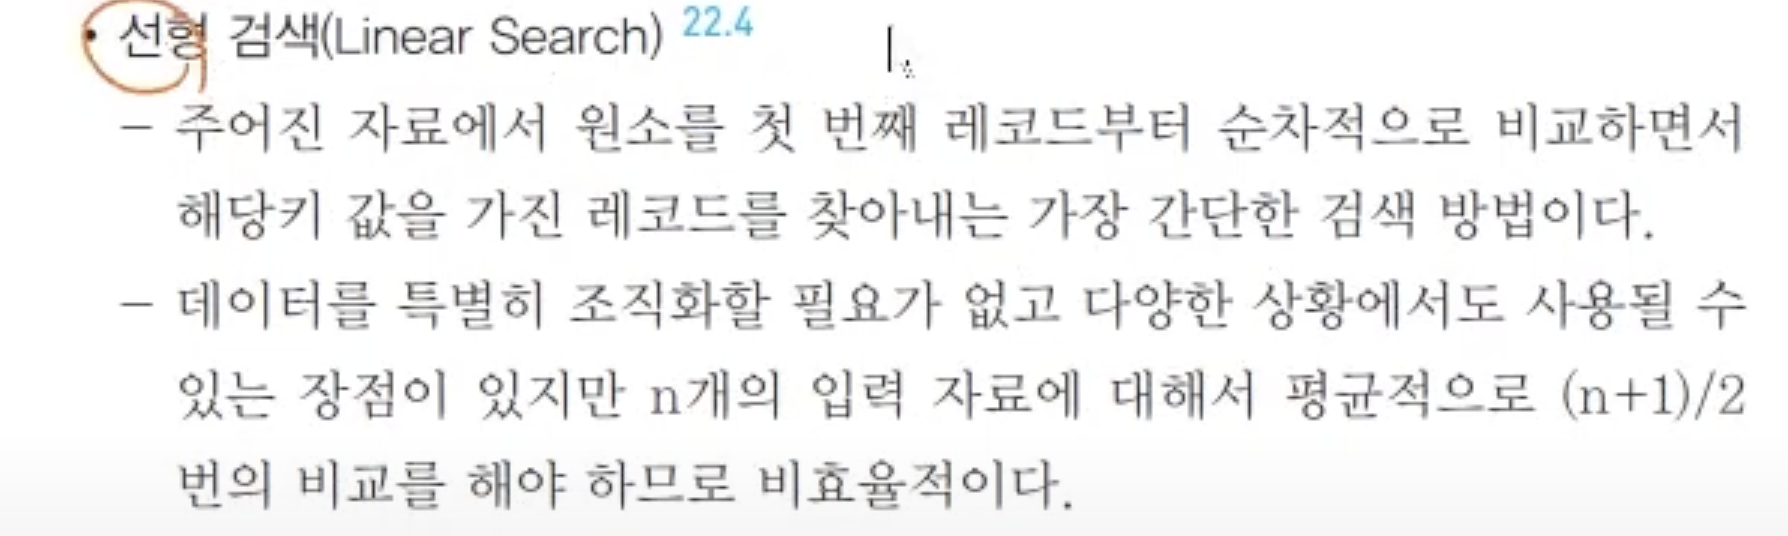 • 선형 검색(Linear Search) 22.4
– 주어진 자료에서 원소를 첫 번째 레코드부터 순차적으로 비교하면서
해당키 값을 가진 레코드를 찾아내는 가장 간단한 검색 방법이다.
– 데이터를 특별히 조직화할 필요가 없고 다양한 상황에서도 사용될 수
있는 장점이 있지만 n개의 입력 자료에 대해서 평균적으로 (n+1)/2
번의 비교를 해야 하므로 비효율적이다.